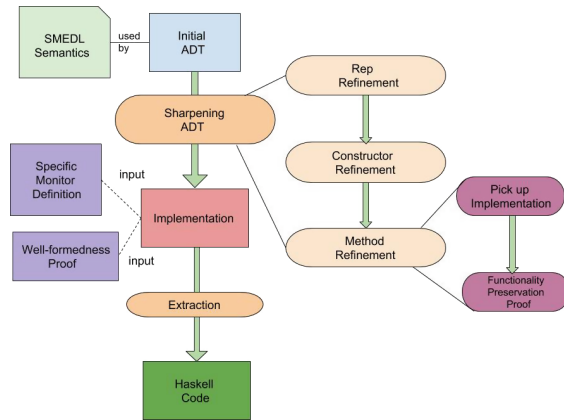 SMEDL
Semantics
used
by
Initial
ADT
Sharpening
ADT
Rep
Refinement
Constructor
Refinement
Method
Refinement
Pick up
Implementation
Functionality
Preservation
Proof
Specific
Monitor
Definition
input
Well-formedness
Proof
input
Implementation
Extraction
Haskell
Code